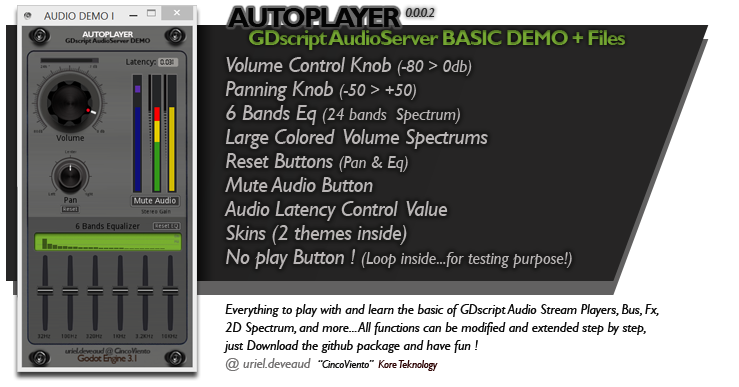 AUDIO DEMO I
AUTOPLAYER
GDscript AudioServer DEMO
Latency: 0.031
Volume
Pan
Left
Right
Reset
Mute Audio
Stereo Gain
6 Bands Equalizer
Reset EQ
32Hz
1KHz
10KHz
uriel.deveaud @ CincoViento
Godot Engine 3.1
AUTOPLAYER 0.0.0.2
GDscript AudioServer BASIC DEMO + Files
Volume Control Knob (-80 > 0db)
Panning Knob (-50 > +50)
6 Bands Eq (24 bands Spectrum)
Large Colored Volume Spectrums
Reset Buttons (Pan & Eq)
Mute Audio Button
Audio Latency Control Value
Skins (2 themes inside)
No play Button ! (Loop inside...for testing purpose!)
Everything to play with and learn the basic of GDscript Audio Stream Players, Bus, Fx,
2D Spectrum, and more... All functions can be modified and extended step by step,
just Download the github package and have fun !
@ uriel.deveaud "CincoViento" Kore Teknology